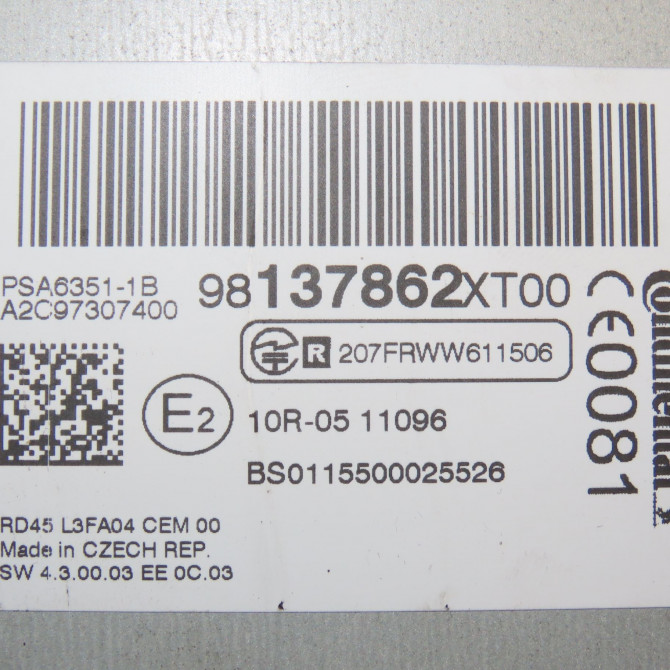 PSA6351-1B
A2C97307400
98137862XT00
R 207FRWW611506
E2
10R-05 11096
BS0115500025526
CE0081
Continental
RD45 L3FA04 CEM 00
Made in CZECH REP.
SW 4.3.00.03 EE 0C.03